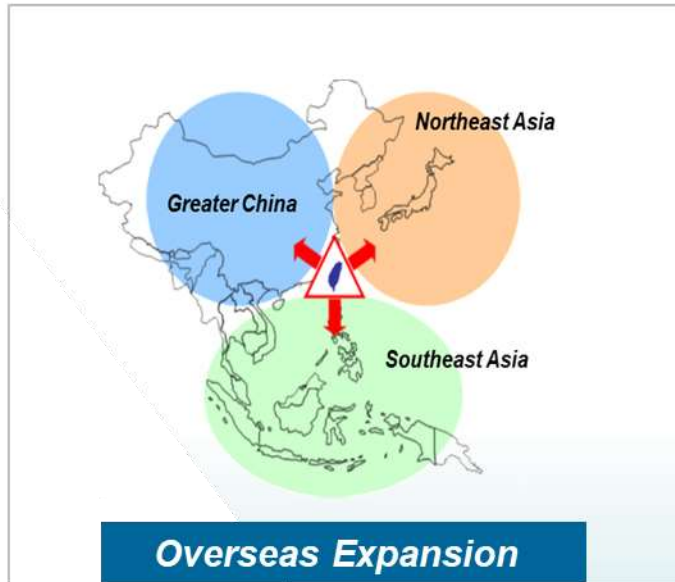 Northeast Asia
Greater China
Southeast Asia
Overseas Expansion